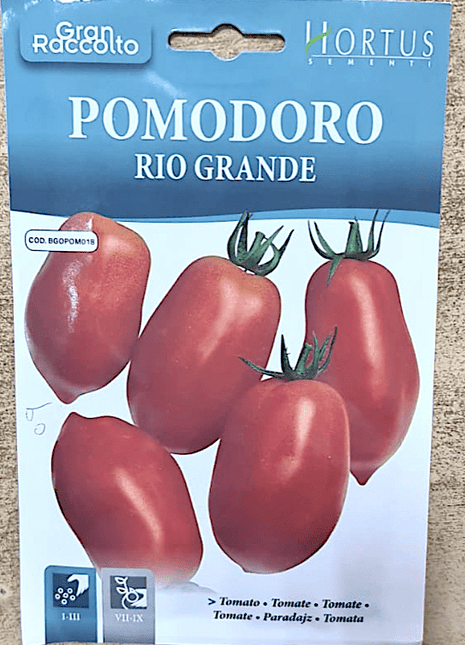 Gran
Raccolto
HORTUS
SEMENTI
POMODORO
RIO GRANDE
COD. BGOPOM018
I-III
VII-IX
> Tomato • Tomate • Tomate •
Tomate • Paradajz • Tomata